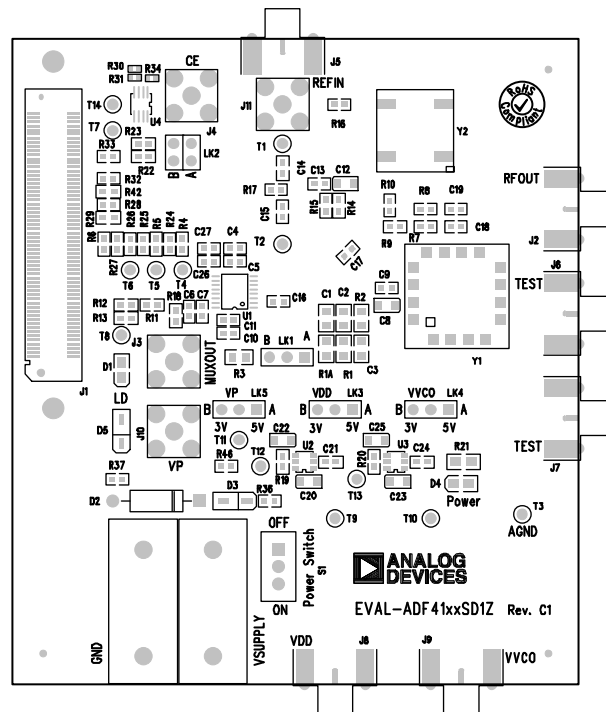 R30
R31
R34
CE
J5
REFIN
T14
U4
J4
J11
R16
Y2
RoHS
Compliant
T7
R33
R23
R22
B
A
LK2
T1
C14
C13
C12
R17
R15
R14
C15
R10
R8
C19
RFOUT
R9
R7
C18
J2
R32
R42
R28
R29
R6
R27
R26
R25
R5
R24
R4
C27
C4
T2
C17
J6
TEST
T6
T5
T4
C26
C5
C9
C8
R12
R13
R11
R18
C6
C7
U1
C11
C10
C16
C1
C2
R2
T8
J3
MUXOUT
R3
B
LK1
A
R1A
R1
C3
Y1
J1
D1
LD
D5
J10
VP
VP
LK5
B
A
3V
5V
VDD
LK3
B
A
3V
5V
VVCO
LK4
B
A
3V
5V
T11
C22
U2
C21
C25
U3
C24
R21
TEST
J7
R37
R46
T12
R19
C20
T13
R20
C23
D4
Power
D2
D3
R36
T9
T10
T3
AGND
OFF
Power Switch
S1
ON
ANALOG
DEVICES
EVAL-ADF41xxSD1Z Rev. C1
GND
VSUPPLY
VDD
J8
J9
VVCO